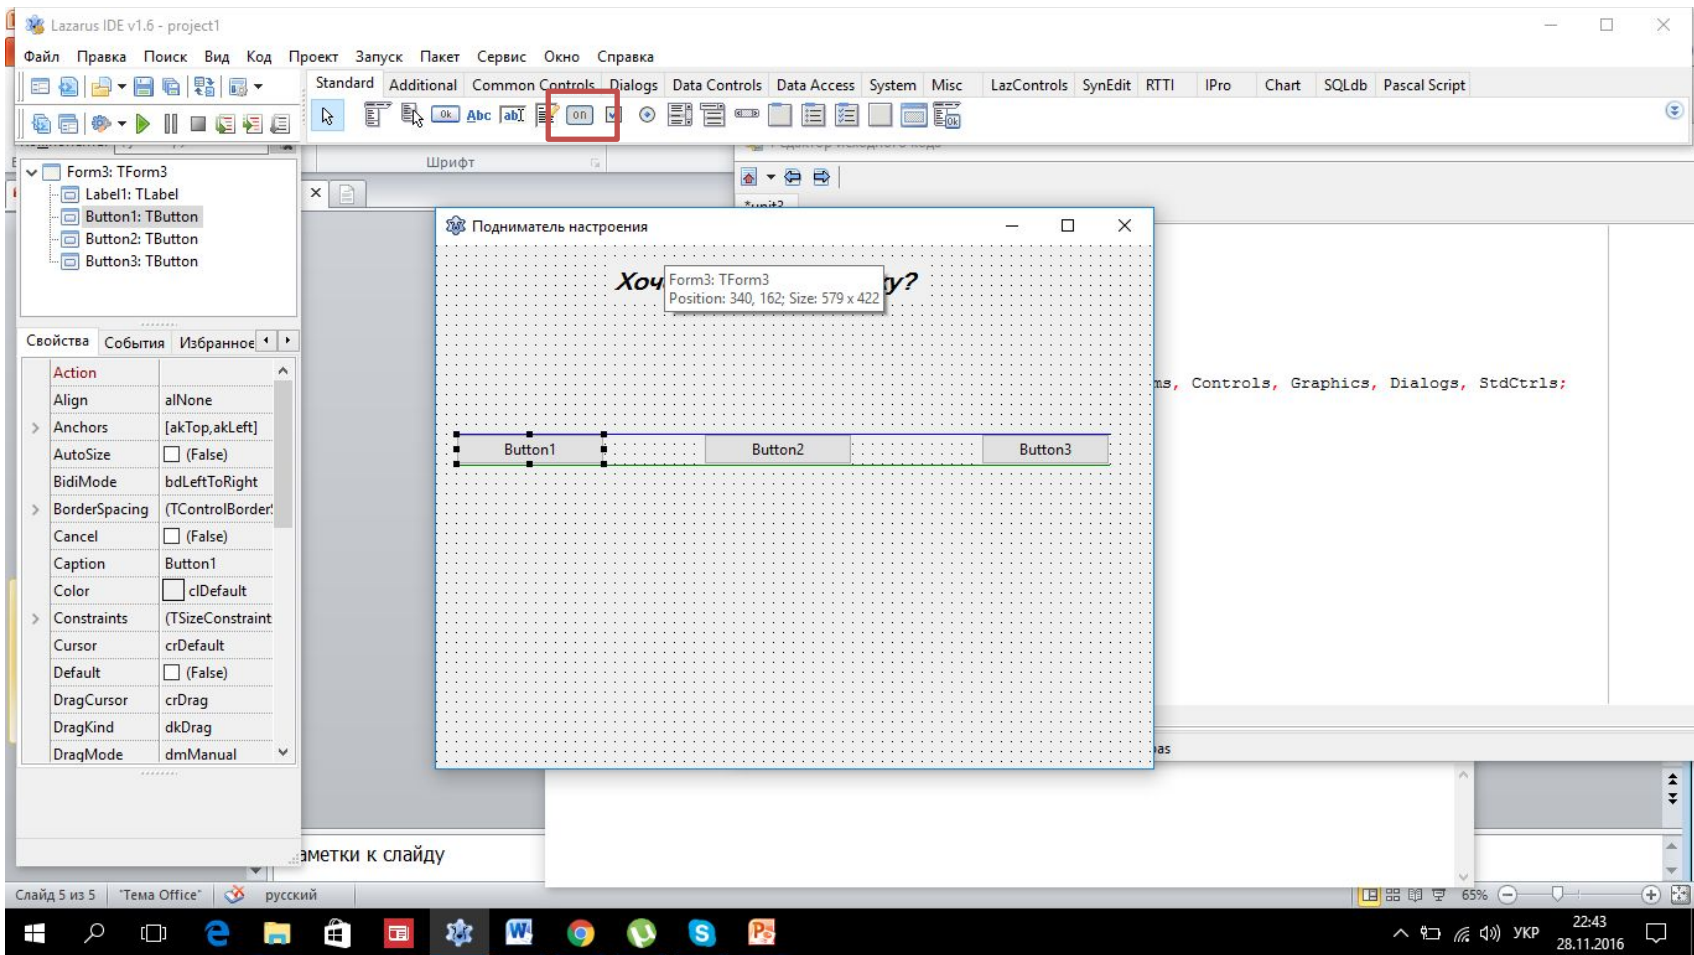 Lazarus IDE v1.6 - project1
Файл Правка Поиск Вид Код Проект Запуск Пакет Сервис Окно Справка
Standard Additional Common Controls Dialogs Data Controls Data Access System Misc LazControls SynEdit RTTI IPro Chart SQLdb Pascal Script
Ok Abc abI on
Шрифт
Form3: TForm3
Label1: TLabel
Button1: TButton
Button2: TButton
Button3: TButton
Подниматель настроения
Form3: TForm3
Position: 340, 162; Size: 579 x 422
Button1 Button2 Button3
Controls, Graphics, Dialogs, StdCtrls;
Свойства События Избранное
Action
Align alNone
Anchors [akTop,akLeft]
AutoSize (False)
BidiMode bdLeftToRight
BorderSpacing (TControlBorder
Cancel (False)
Caption Button1
Color clDefault
Constraints (TSizeConstraint
Cursor crDefault
Default (False)
DragCursor crDrag
DragKind dkDrag
DragMode dmManual
аметки к слайду
Слайд 5 из 5 "Тема Office" русский 65%
УКР 22:43
28.11.2016